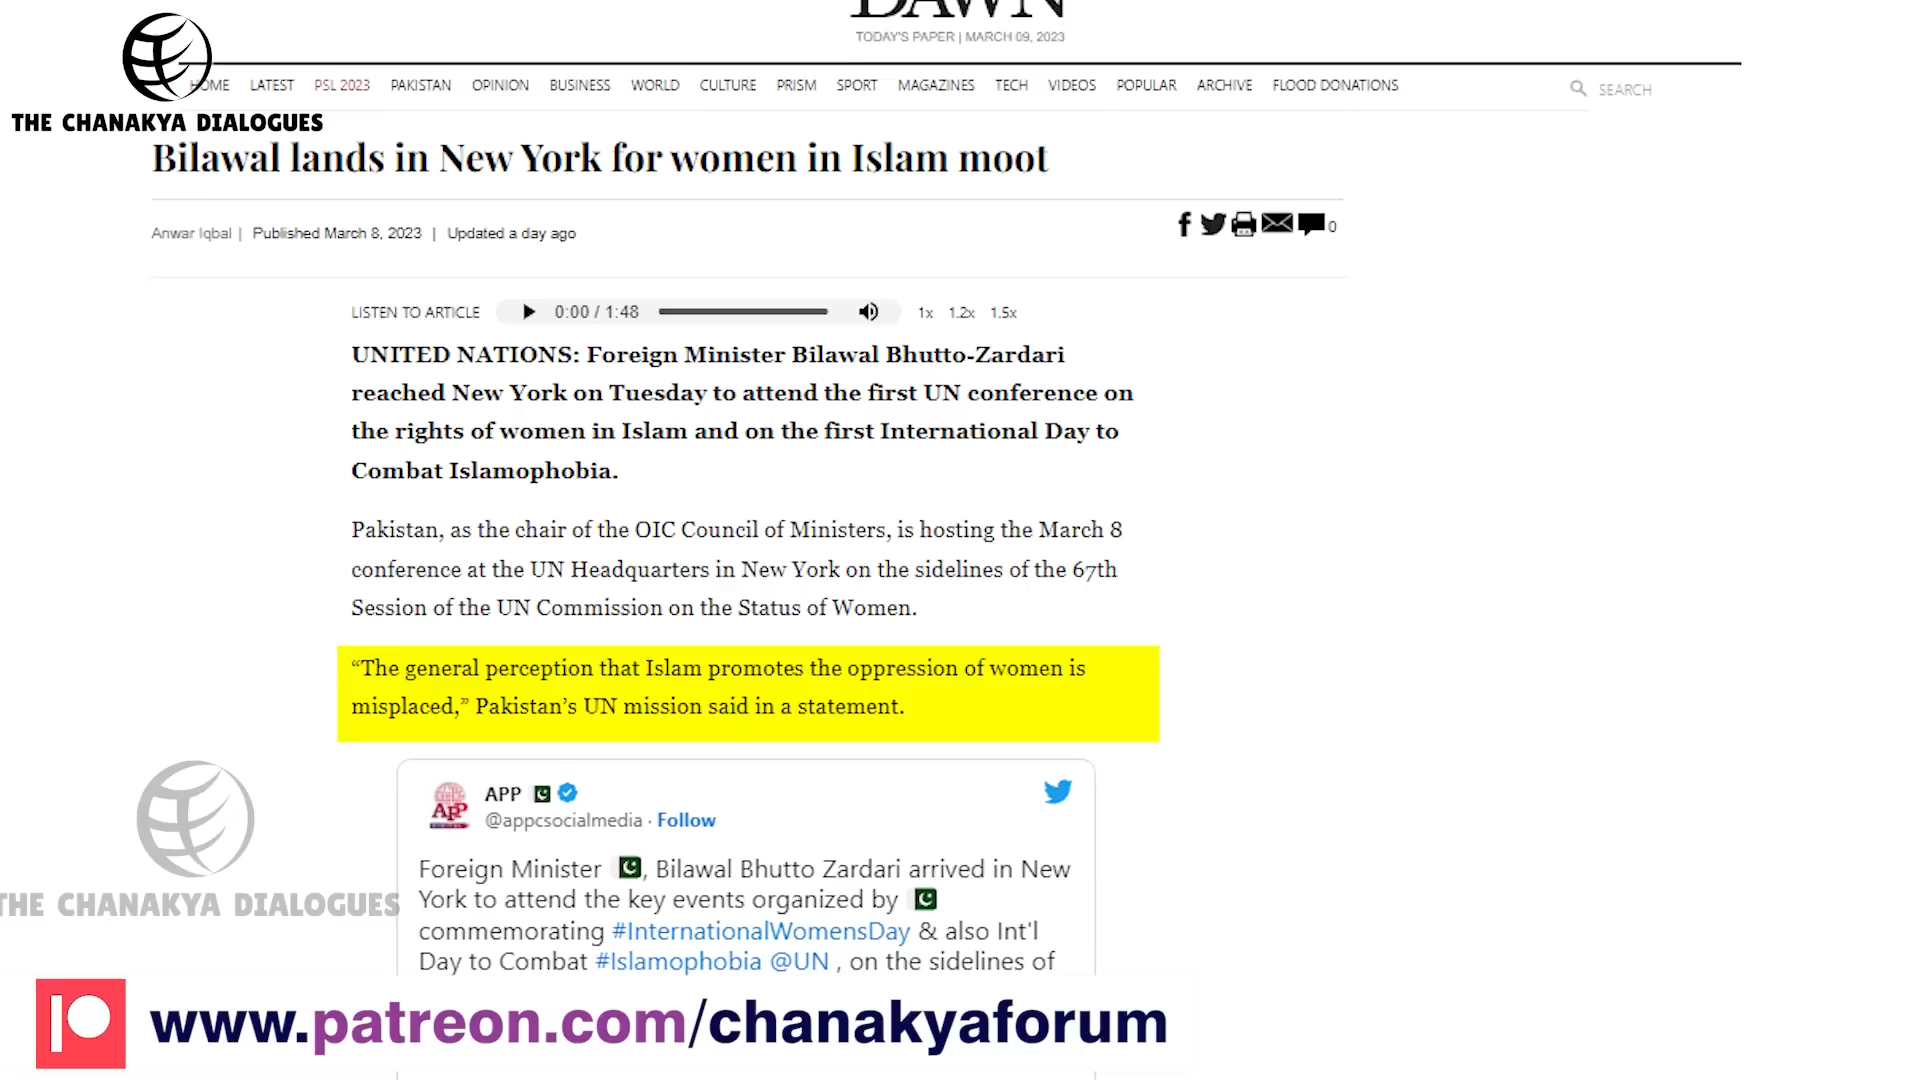 DAWN
TODAY'S PAPER | MARCH 09, 2023
HOME LATEST PSL 2023 PAKISTAN OPINION BUSINESS WORLD CULTURE PRISM SPORT MAGAZINES TECH VIDEOS POPULAR ARCHIVE FLOOD DONATIONS SEARCH
THE CHANAKYA DIALOGUES
Bilawal lands in New York for women in Islam moot
Anwar Iqbal | Published March 8, 2023 | Updated a day ago
0
LISTEN TO ARTICLE 0:00 / 1:48 1x 1.2x 1.5x
UNITED NATIONS: Foreign Minister Bilawal Bhutto-Zardari
reached New York on Tuesday to attend the first UN conference on
the rights of women in Islam and on the first International Day to
Combat Islamophobia.
Pakistan, as the chair of the OIC Council of Ministers, is hosting the March 8
conference at the UN Headquarters in New York on the sidelines of the 67th
Session of the UN Commission on the Status of Women.
“The general perception that Islam promotes the oppression of women is
misplaced,” Pakistan’s UN mission said in a statement.
APP
APP
@appcsocialmedia · Follow
Foreign Minister , Bilawal Bhutto Zardari arrived in New
York to attend the key events organized by
commemorating #InternationalWomensDay & also Int'l
Day to Combat #Islamophobia @UN , on the sidelines of
THE CHANAKYA DIALOGUES
www.patreon.com/chanakyaforum